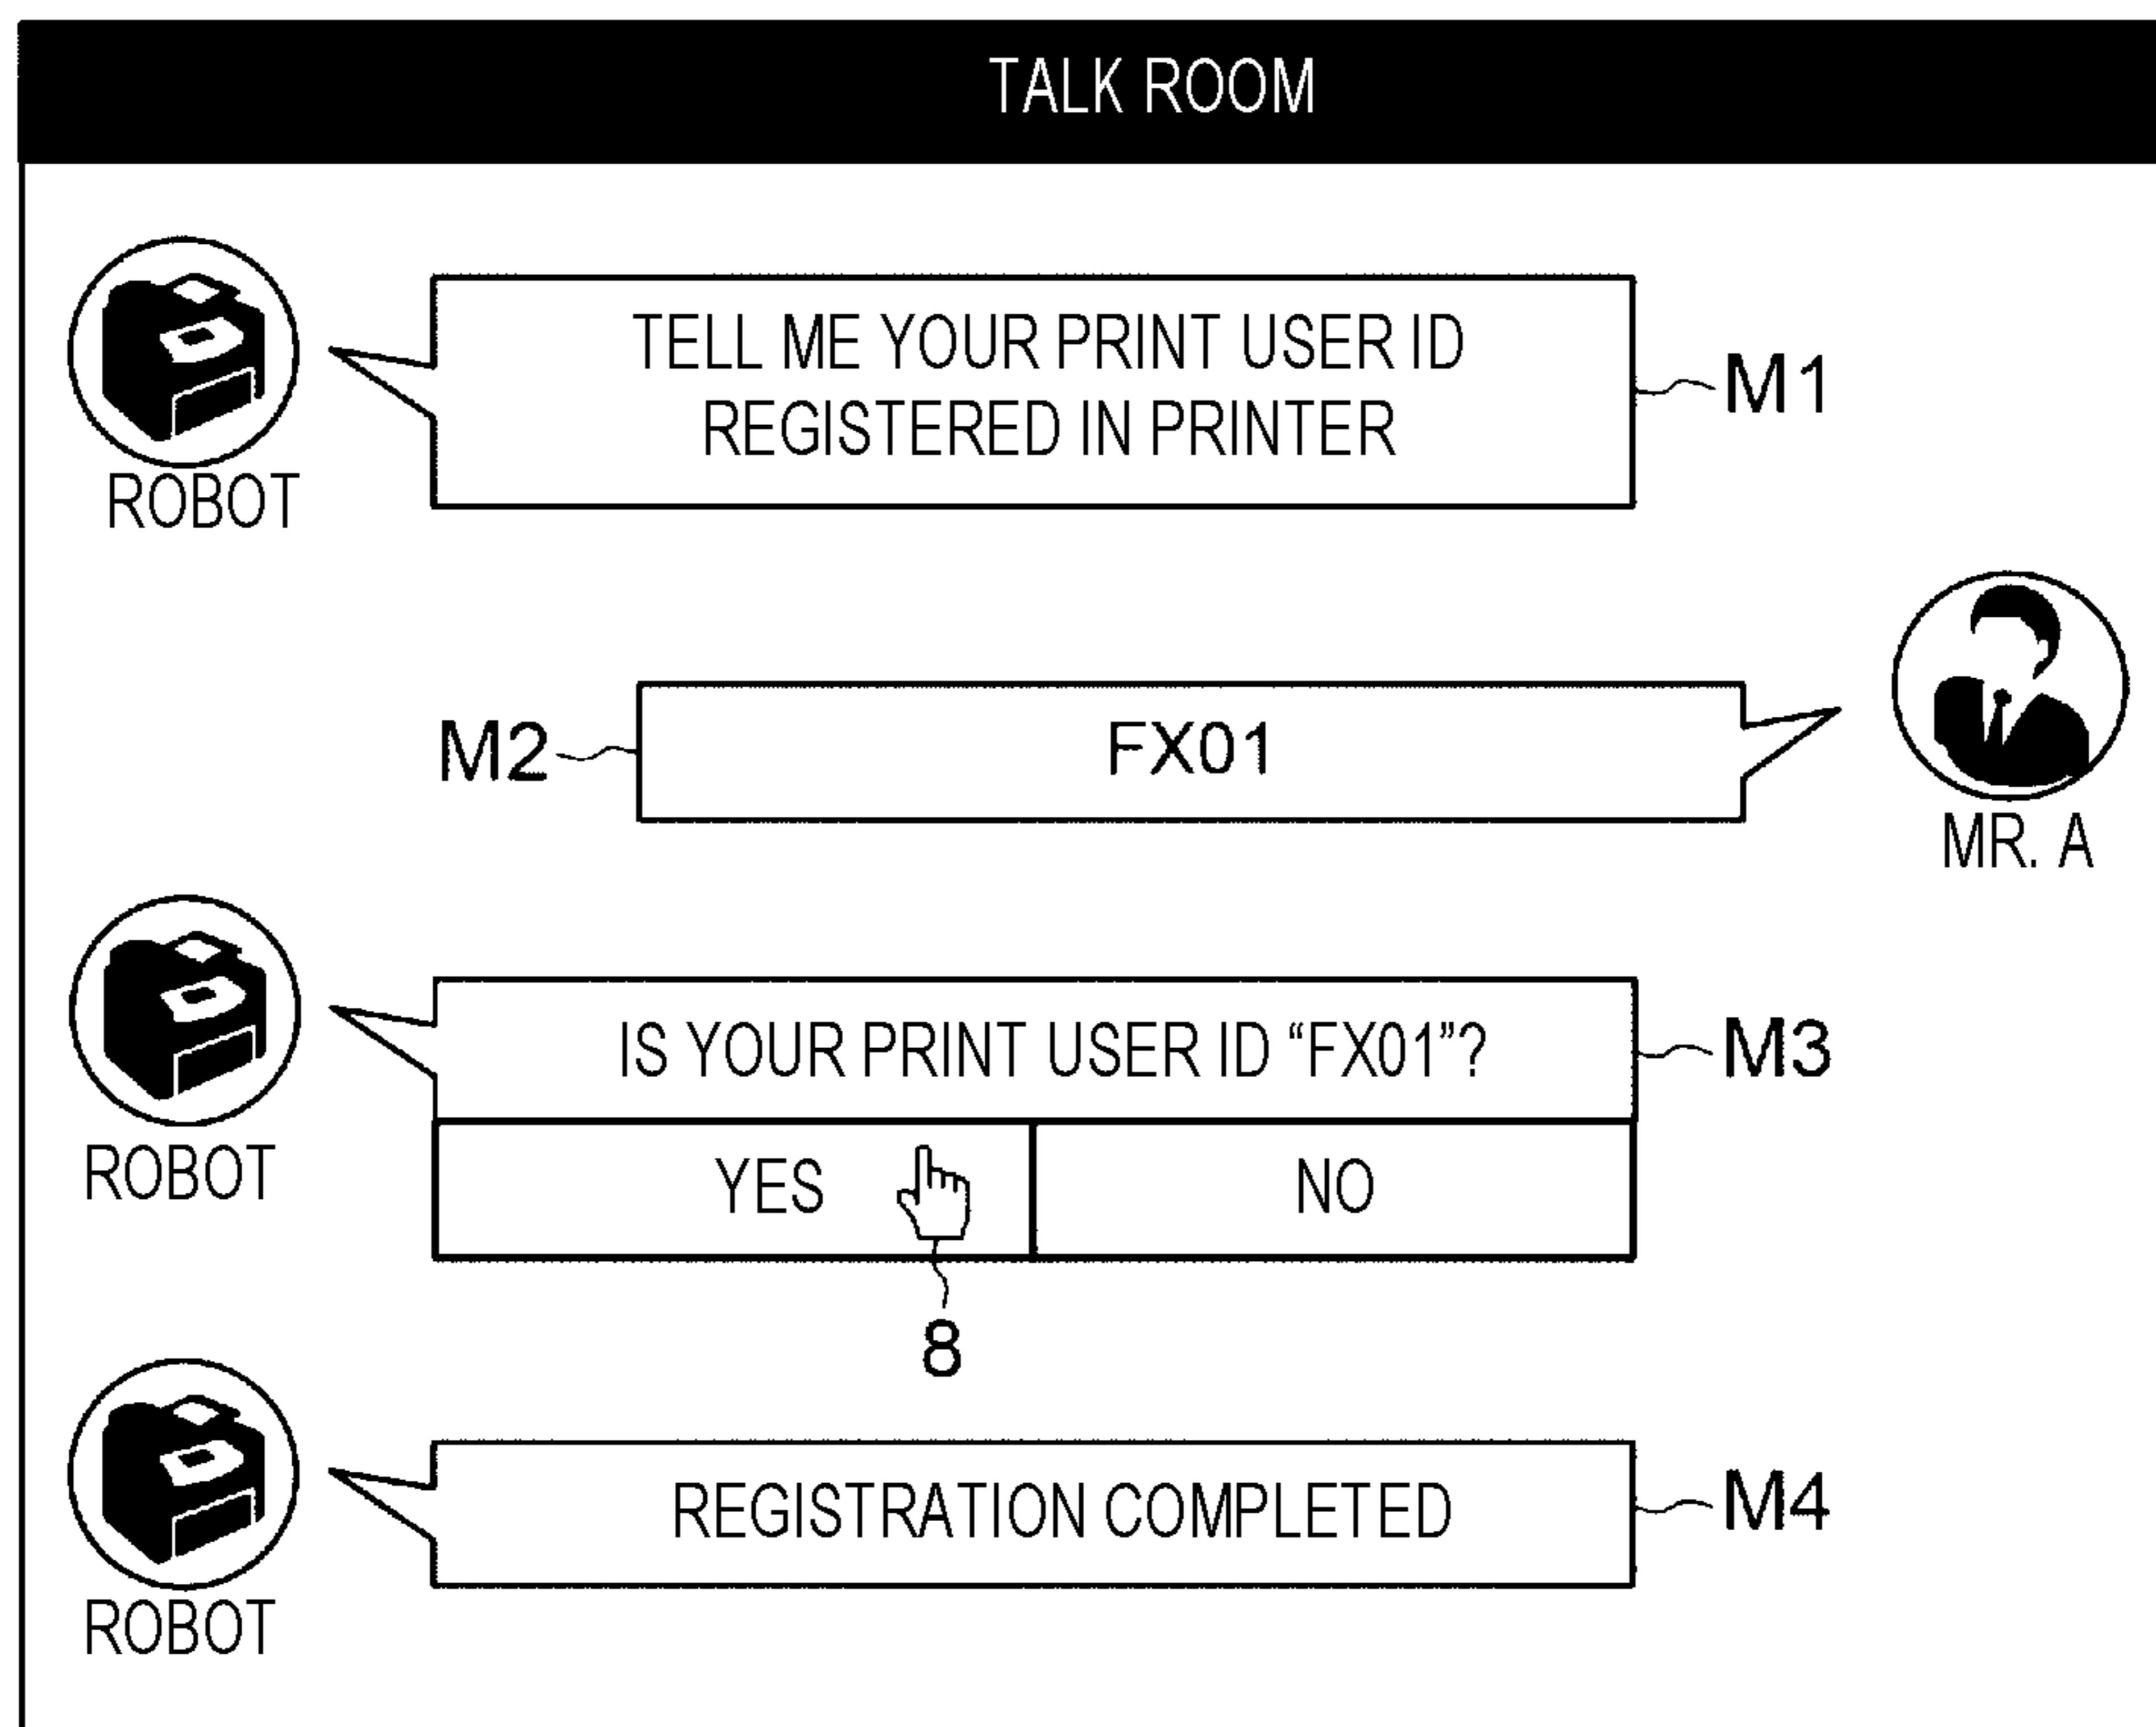 TALK ROOM
TELL ME YOUR PRINT USER ID
REGISTERED IN PRINTER
M1
ROBOT
M2
FX01
MR. A
IS YOUR PRINT USER ID “FX01”?
M3
ROBOT
YES
NO
8
REGISTRATION COMPLETED
M4
ROBOT